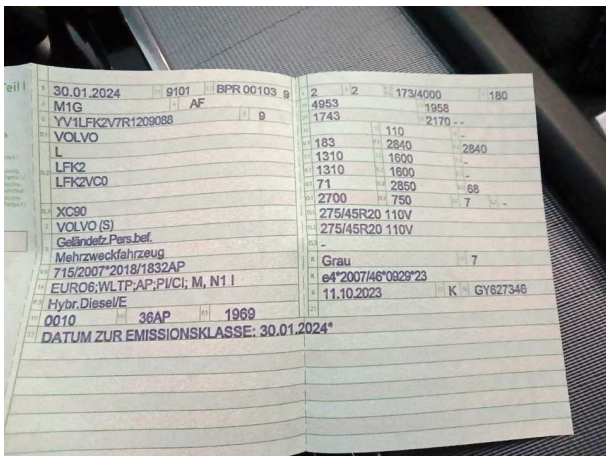 Teil I
30.01.2024 9101 BPR 00103 9
M1G AF
YV1LFK2V7R1209088 9
VOLVO
L
LFK2
LFK2VC0
XC90
VOLVO (S)
Geländetz.Pers.bef.
Mehrzweckfahrzeug
715/2007*2018/1832AP
EURO6;WLTP;AP;PI/CI; M, N1 I
Hybr.Diesel/E
0010 36AP 1969
DATUM ZUR EMISSIONSKLASSE: 30.01.2024*
2 2 173/4000 180
4953 1958
1743 2170 - -
110 -
183 2840 2840
1310 1600 -
1310 1600 -
71 2850 68
2700 750 7 -
275/45R20 110V
275/45R20 110V
-
Grau 7
e4*2007/46*0929*23
11.10.2023 K GY627346